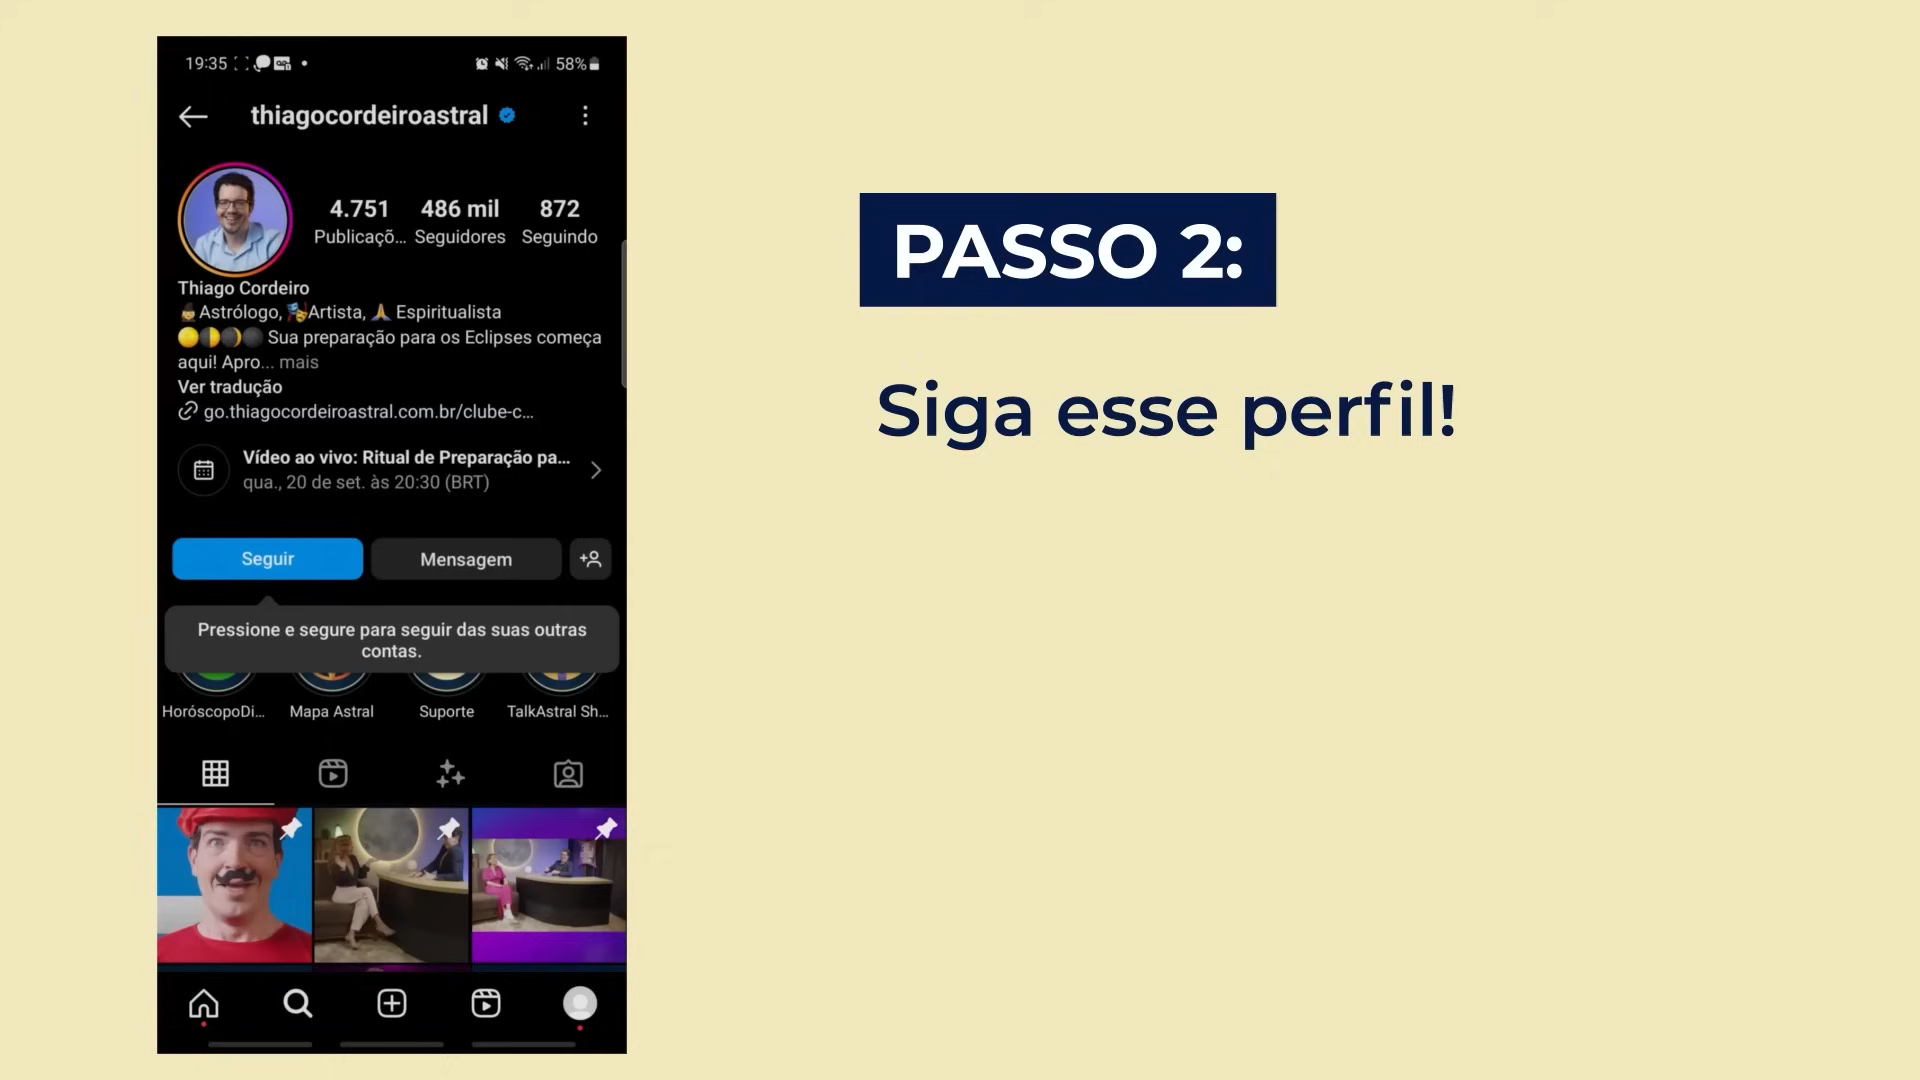 19:35
58%
thiagocordeiroastral
4.751
486 mil
872
Publicaçõ...
Seguidores
Seguindo
Thiago Cordeiro
Astrólogo, Artista, Espiritualista
Sua preparação para os Eclipses começa
aqui! Apro... mais
Ver tradução
go.thiagocordeiroastral.com.br/clube-c...
Vídeo ao vivo: Ritual de Preparação pa...
qua., 20 de set. às 20:30 (BRT)
Seguir
Mensagem
Pressione e segure para seguir das suas outras
contas.
HoróscopoDi...
Mapa Astral
Suporte
TalkAstral Sh...
PASSO 2:
Siga esse perfil!